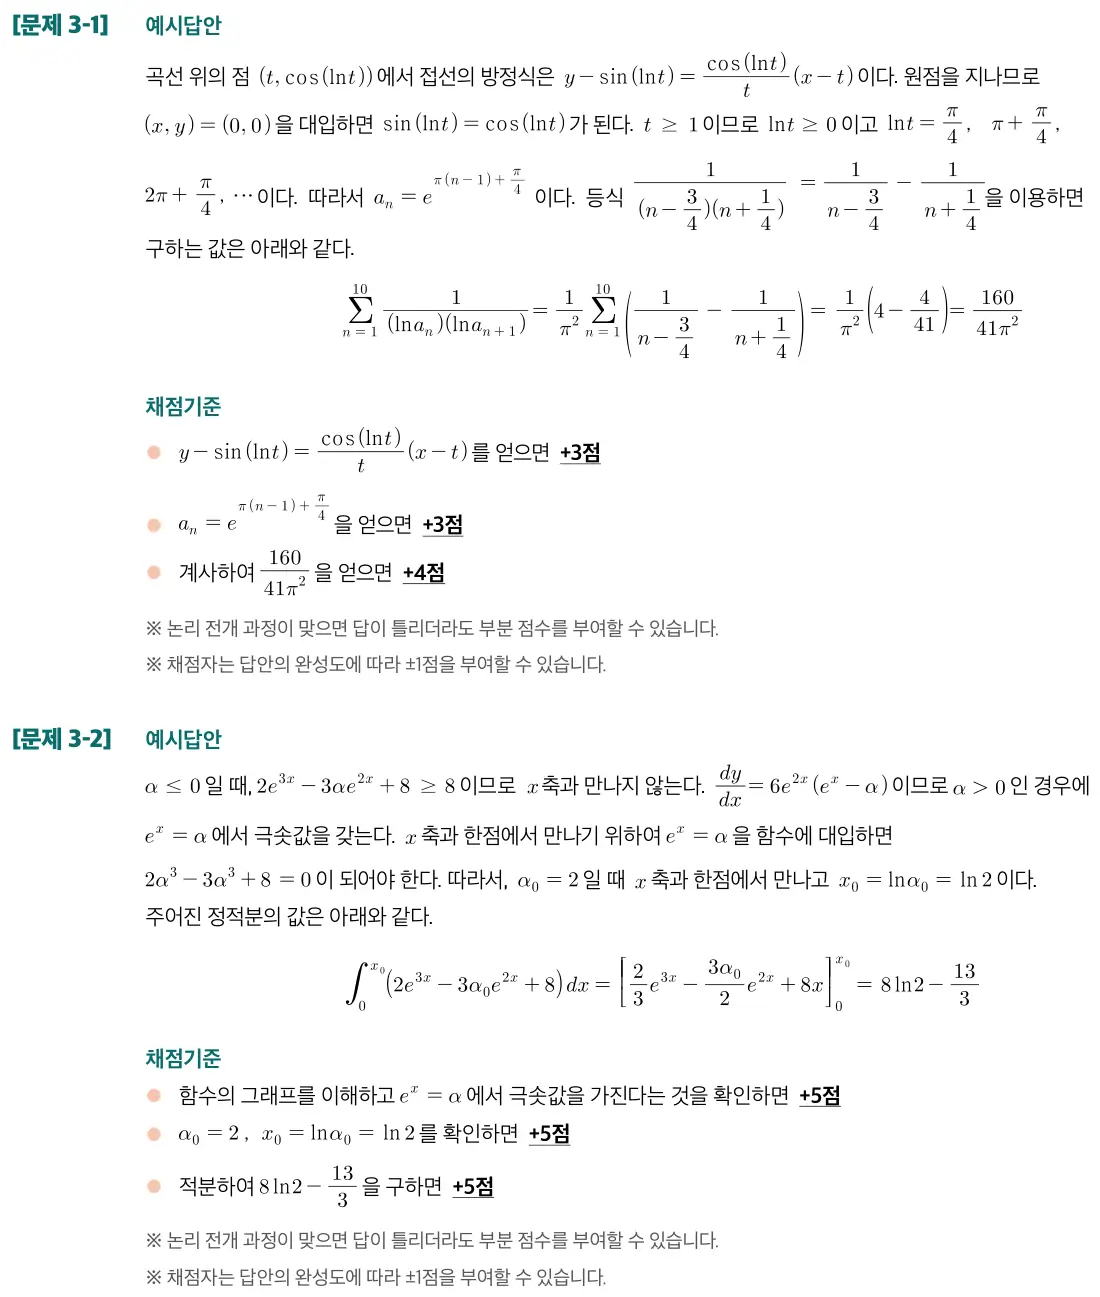 [문제 3-1] 예시답안
곡선 위의 점 (t, cos(lnt))에서 접선의 방정식은 y − sin(lnt) = cos(lnt)/t (x − t)이다. 원점을 지나므로
(x, y) = (0, 0)을 대입하면 sin(lnt) = cos(lnt)가 된다. t ≥ 1이므로 lnt ≥ 0이고 lnt = π/4, π + π/4,
2π + π/4, ⋯이다. 따라서 a_n = e^(π(n−1)+π/4) 이다. 등식 1/((n − 3/4)(n + 1/4)) = 1/(n − 3/4) − 1/(n + 1/4)을 이용하면
구하는 값은 아래와 같다.
∑_{n=1}^{10} 1/((lna_n)(lna_{n+1})) = 1/π² ∑_{n=1}^{10} (1/(n − 3/4) − 1/(n + 1/4)) = 1/π² (4 − 4/41) = 160/(41π²)
채점기준
● y − sin(lnt) = cos(lnt)/t (x − t)를 얻으면 +3점
● a_n = e^(π(n−1)+π/4) 을 얻으면 +3점
● 계사하여 160/(41π²) 을 얻으면 +4점
※ 논리 전개 과정이 맞으면 답이 틀리더라도 부분 점수를 부여할 수 있습니다.
※ 채점자는 답안의 완성도에 따라 ±1점을 부여할 수 있습니다.
[문제 3-2] 예시답안
α ≤ 0일 때, 2e^{3x} − 3αe^{2x} + 8 ≥ 8이므로 x축과 만나지 않는다. dy/dx = 6e^{2x}(e^x − α)이므로 α > 0인 경우에
e^x = α에서 극솟값을 갖는다. x축과 한점에서 만나기 위하여 e^x = α을 함수에 대입하면
2α³ − 3α³ + 8 = 0이 되어야 한다. 따라서, α₀ = 2일 때 x축과 한점에서 만나고 x₀ = lnα₀ = ln2이다.
주어진 정적분의 값은 아래와 같다.
∫_0^{x₀} (2e^{3x} − 3α₀e^{2x} + 8)dx = [2/3 e^{3x} − 3α₀/2 e^{2x} + 8x]_0^{x₀} = 8ln2 − 13/3
채점기준
● 함수의 그래프를 이해하고 e^x = α에서 극솟값을 가진다는 것을 확인하면 +5점
● α₀ = 2, x₀ = lnα₀ = ln2를 확인하면 +5점
● 적분하여 8ln2 − 13/3 을 구하면 +5점
※ 논리 전개 과정이 맞으면 답이 틀리더라도 부분 점수를 부여할 수 있습니다.
※ 채점자는 답안의 완성도에 따라 ±1점을 부여할 수 있습니다.